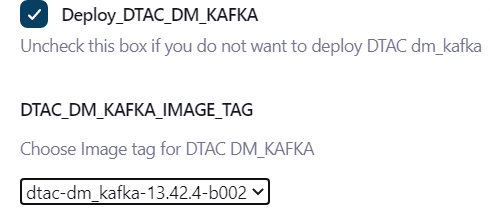 Deploy_DTAC_DM_KAFKA
Uncheck this box if you do not want to deploy DTAC dm_kafka
DTAC_DM_KAFKA_IMAGE_TAG
Choose Image tag for DTAC DM_KAFKA
dtac-dm_kafka-13.42.4-b002